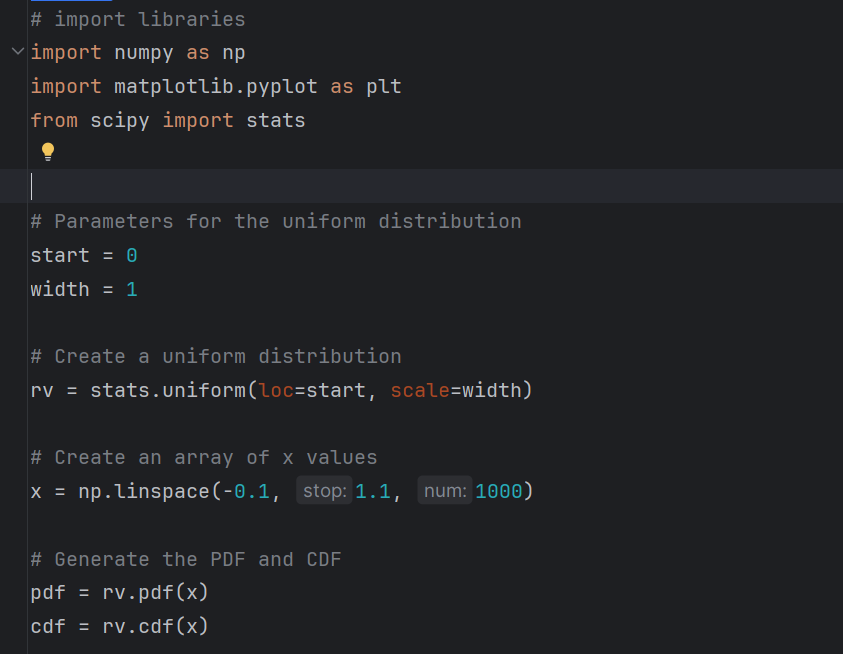 # import libraries
import numpy as np
import matplotlib.pyplot as plt
from scipy import stats
# Parameters for the uniform distribution
start = 0
width = 1
# Create a uniform distribution
rv = stats.uniform(loc=start, scale=width)
# Create an array of x values
x = np.linspace(-0.1, stop: 1.1, num: 1000)
# Generate the PDF and CDF
pdf = rv.pdf(x)
cdf = rv.cdf(x)